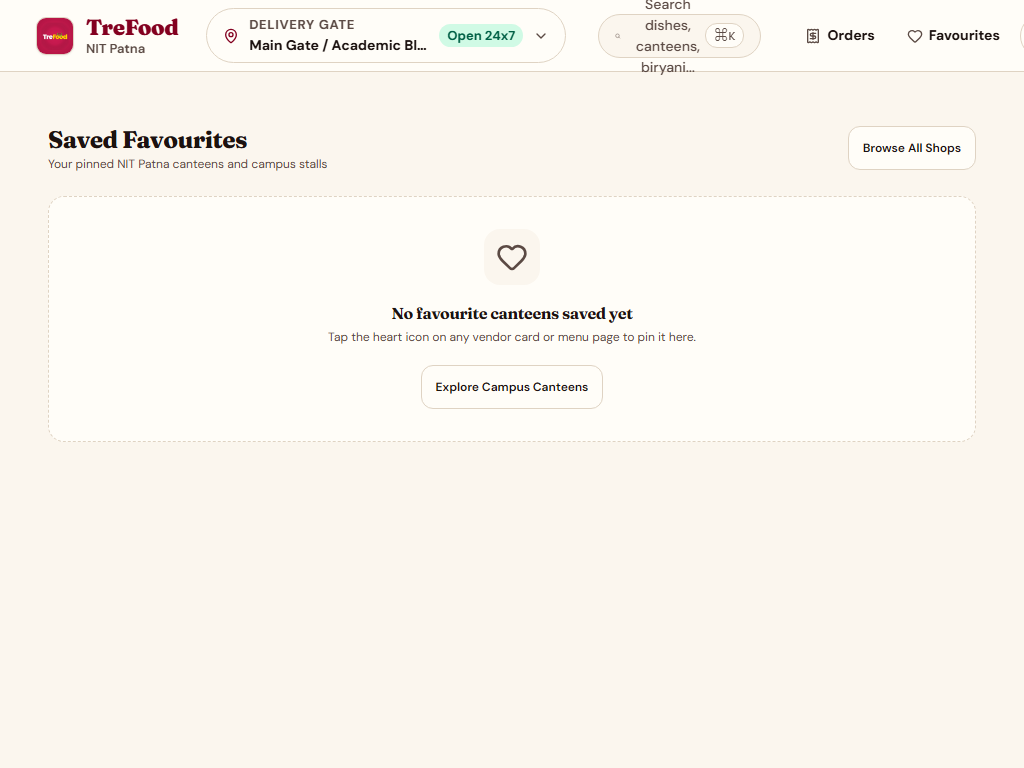 TreFood
TreFood
NIT Patna
DELIVERY GATE
Main Gate / Academic Bl...
Open 24x7
Search
dishes,
canteens,
biryani...
⌘K
Orders
Favourites
Saved Favourites
Your pinned NIT Patna canteens and campus stalls
Browse All Shops
No favourite canteens saved yet
Tap the heart icon on any vendor card or menu page to pin it here.
Explore Campus Canteens